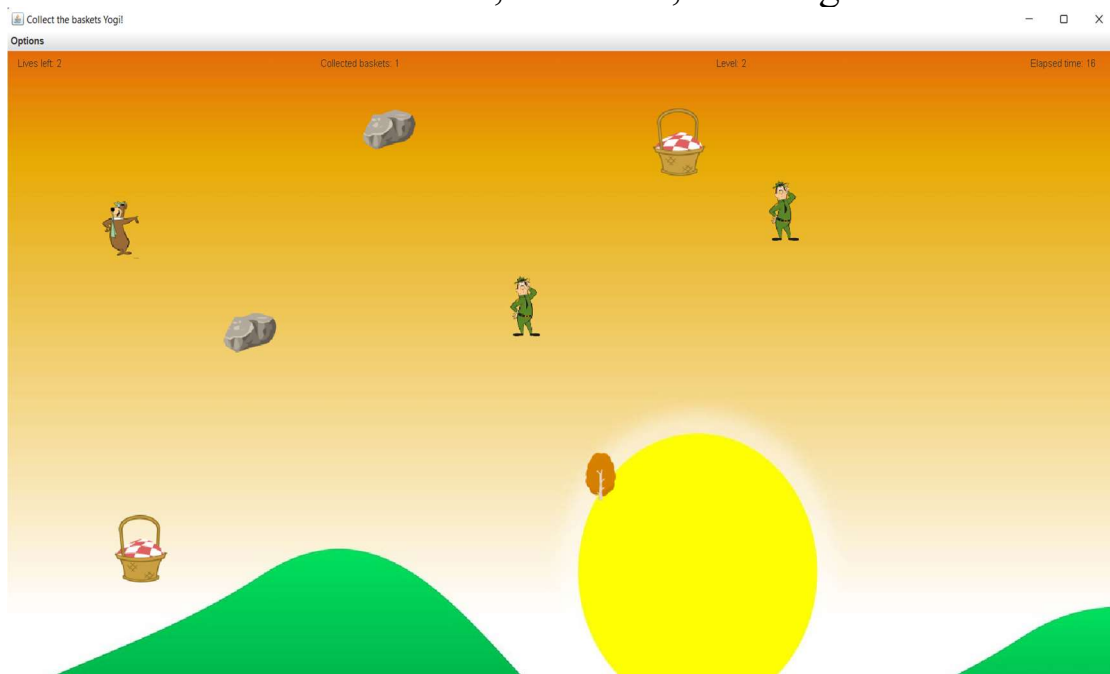 Collect the baskets Yogi!
Options
Lives left: 2 Collected baskets: 1 Level: 2 Elapsed time: 16